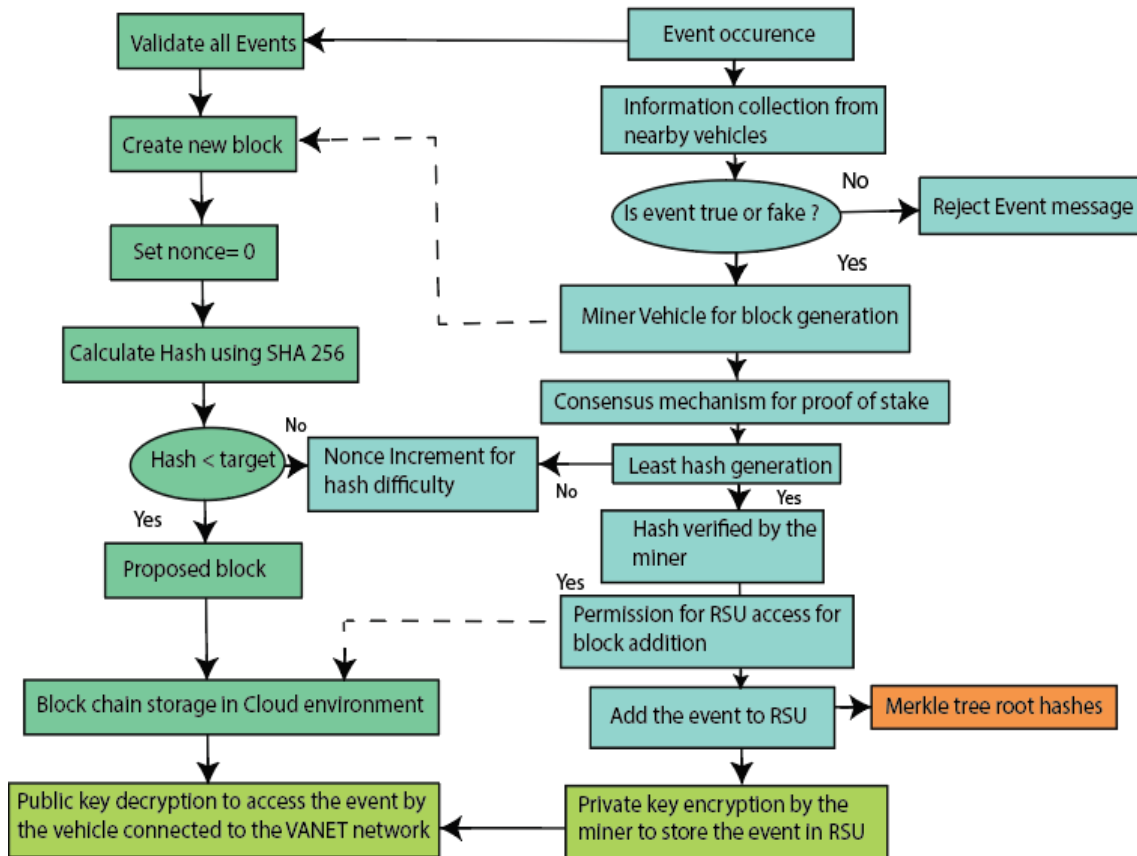 Validate all Events
Event occurence
Information collection from
nearby vehicles
Create new block
Is event true or fake ?
No
Reject Event message
Yes
Set nonce= 0
Miner Vehicle for block generation
Calculate Hash using SHA 256
Consensus mechanism for proof of stake
No
Hash < target
Nonce Increment for
hash difficulty
Least hash generation
No
Yes
Yes
Hash verified by the
miner
Proposed block
Yes
Permission for RSU access for
block addition
Block chain storage in Cloud environment
Add the event to RSU
Merkle tree root hashes
Public key decryption to access the event by
the vehicle connected to the VANET network
Private key encryption by the
miner to store the event in RSU